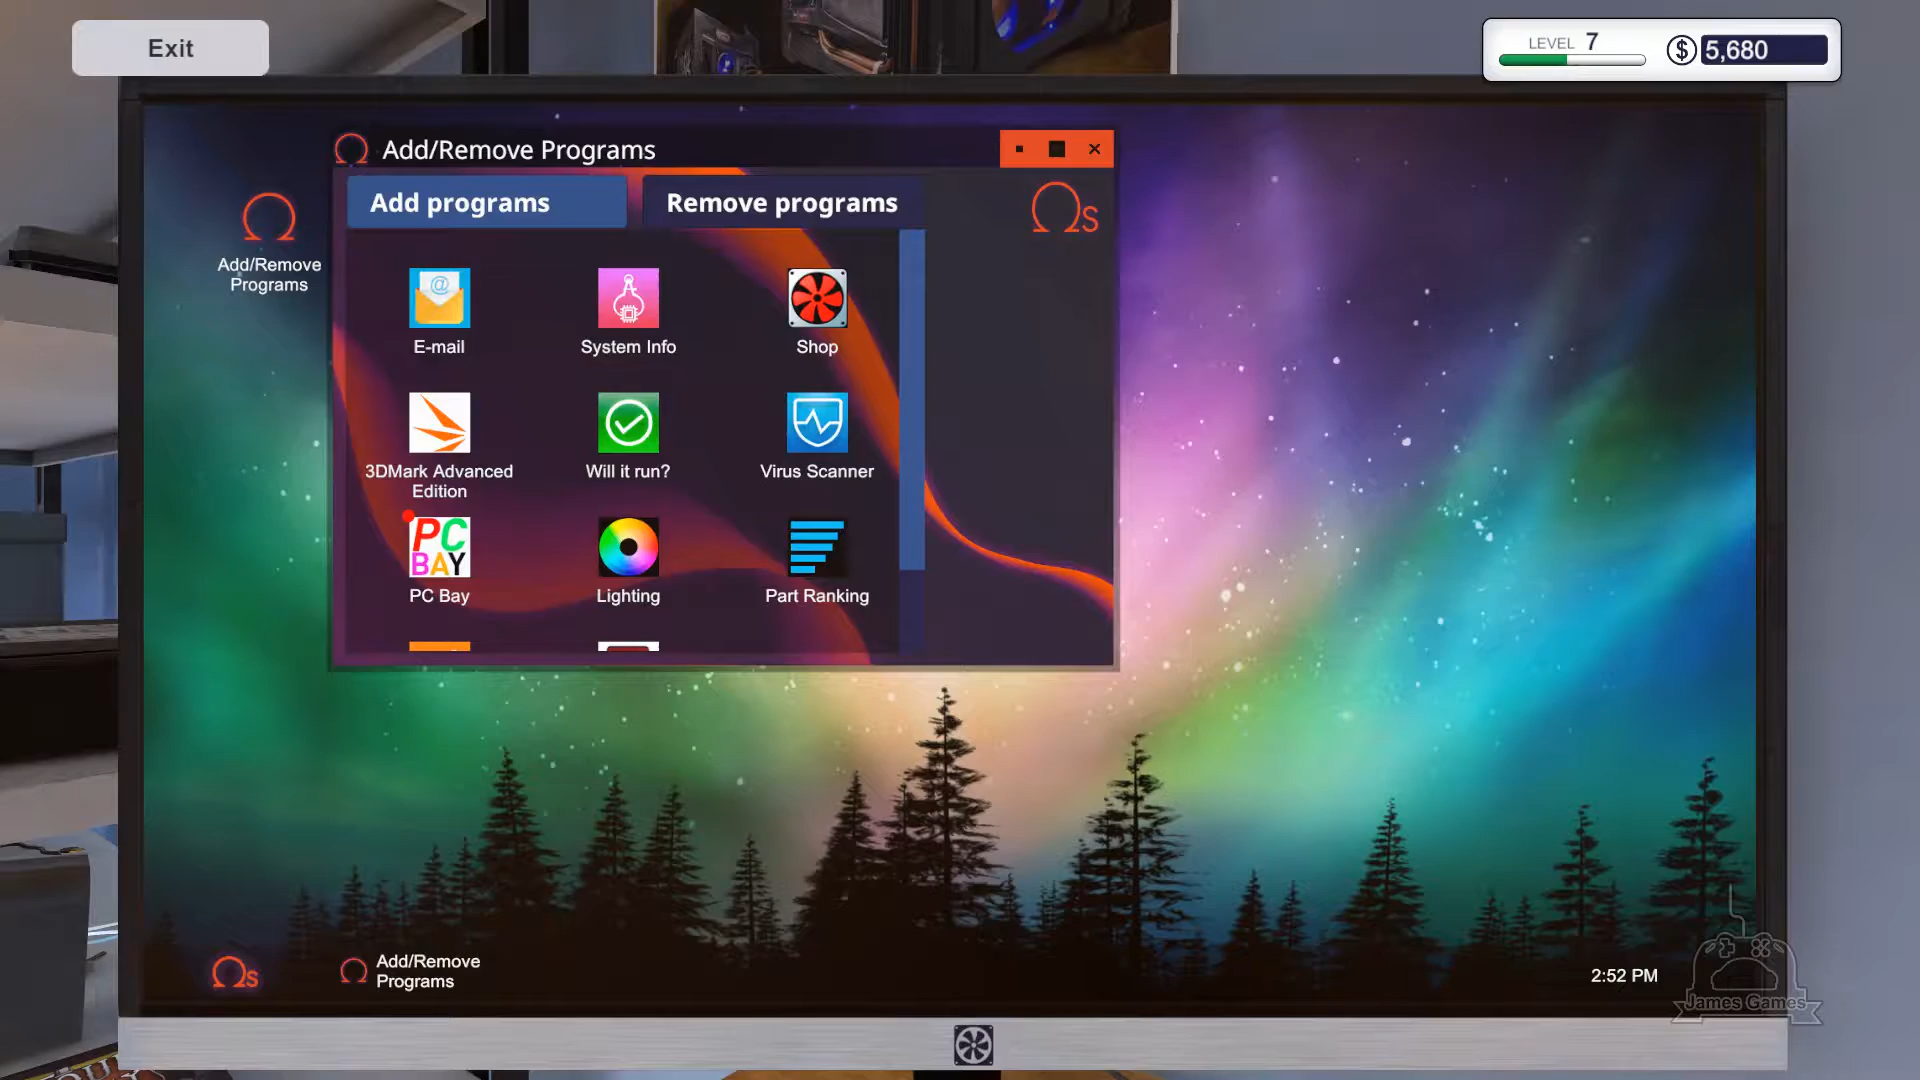 Exit
LEVEL 7
$ 5,680
Add/Remove Programs
Add programs
Remove programs
Ωs
Add/Remove
Programs
E-mail
System Info
Shop
3DMark Advanced
Edition
Will it run?
Virus Scanner
PC
BAY
PC Bay
Lighting
Part Ranking
Ωs
Add/Remove
Programs
2:52 PM
James Games